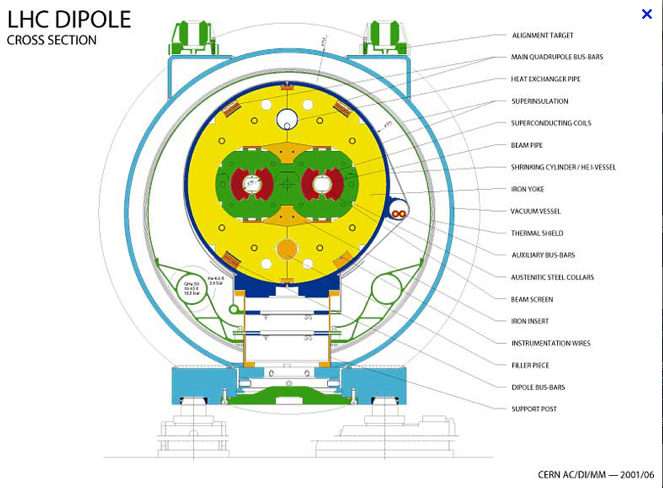 LHC DIPOLE
CROSS SECTION
ALIGNMENT TARGET
MAIN QUADRUPOLE BUS-BARS
HEAT EXCHANGER PIPE
SUPERINSULATION
SUPERCONDUCTING COILS
BEAM PIPE
SHRINKING CYLINDER / HE I-VESSEL
IRON YOKE
VACUUM VESSEL
THERMAL SHIELD
AUXILIARY BUS-BARS
AUSTENITIC STEEL COLLARS
BEAM SCREEN
IRON INSERT
INSTRUMENTATION WIRES
FILLER PIECE
DIPOLE BUS-BARS
SUPPORT POST
CERN AC/DI/MM — 2001/06